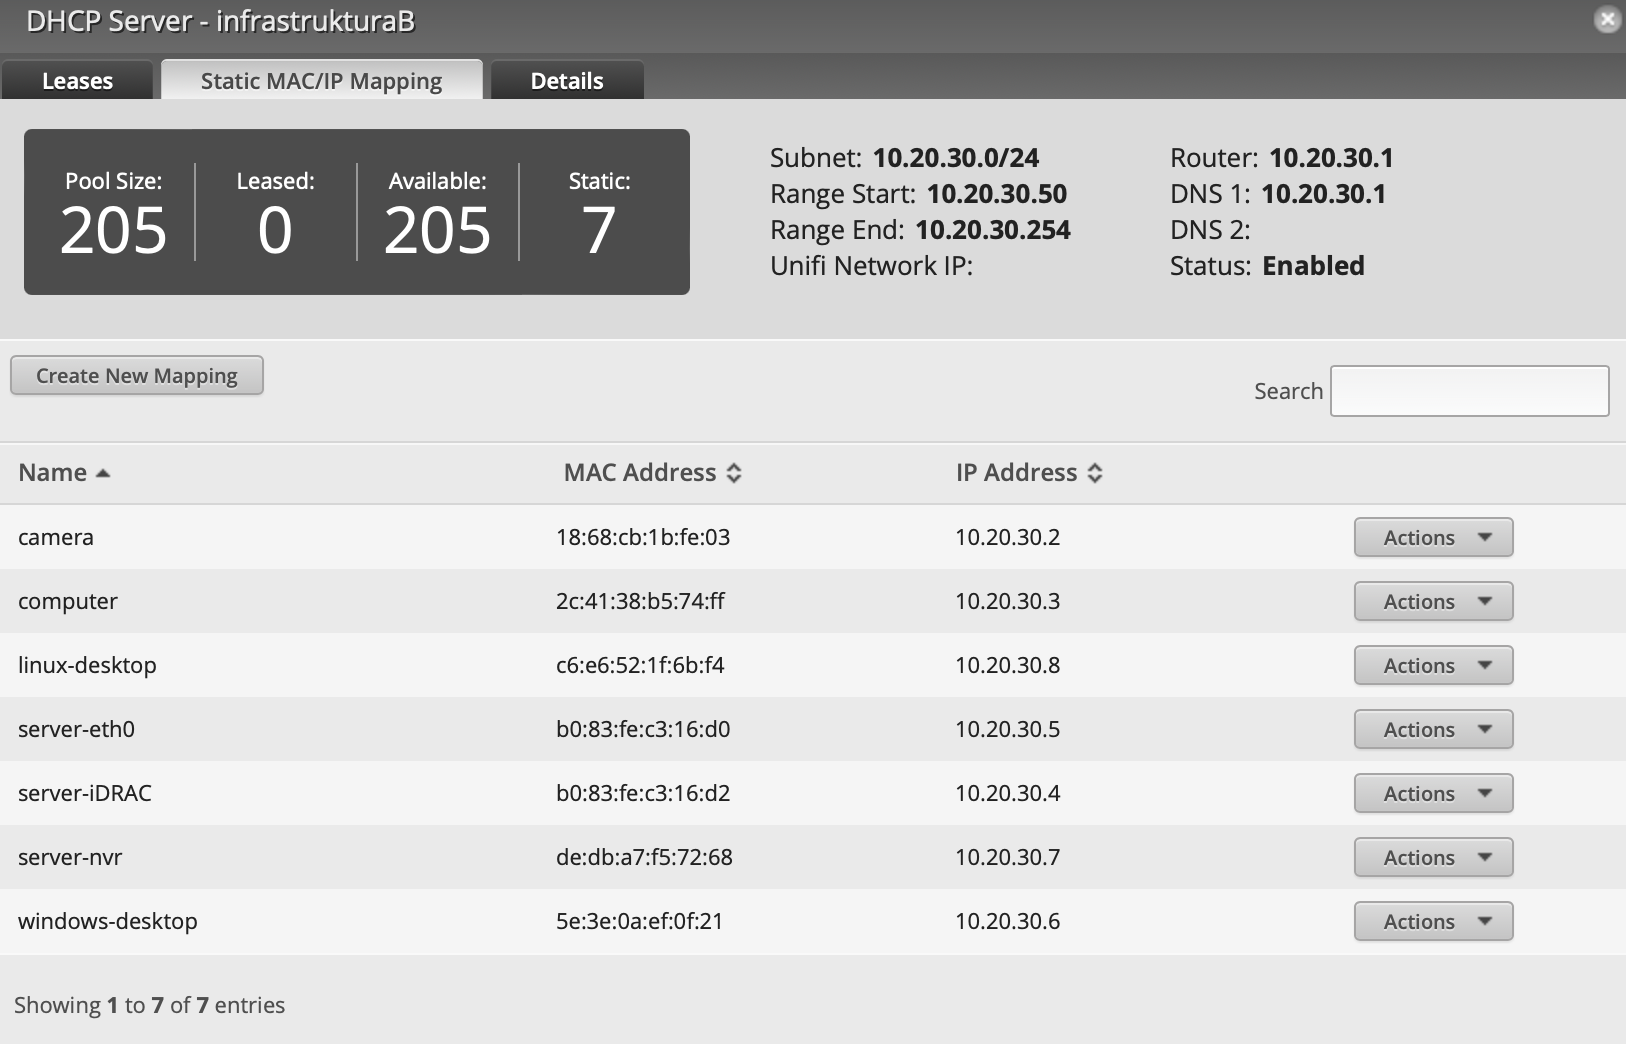 DHCP Server - infrastrukturaB
Leases Static MAC/IP Mapping Details
Pool Size: Leased: Available: Static:
205 0 205 7
Subnet: 10.20.30.0/24
Range Start: 10.20.30.50
Range End: 10.20.30.254
Unifi Network IP:
Router: 10.20.30.1
DNS 1: 10.20.30.1
DNS 2:
Status: Enabled
Create New Mapping
Search
Name MAC Address IP Address
camera 18:68:cb:1b:fe:03 10.20.30.2 Actions
computer 2c:41:38:b5:74:ff 10.20.30.3 Actions
linux-desktop c6:e6:52:1f:6b:f4 10.20.30.8 Actions
server-eth0 b0:83:fe:c3:16:d0 10.20.30.5 Actions
server-iDRAC b0:83:fe:c3:16:d2 10.20.30.4 Actions
server-nvr de:db:a7:f5:72:68 10.20.30.7 Actions
windows-desktop 5e:3e:0a:ef:0f:21 10.20.30.6 Actions
Showing 1 to 7 of 7 entries